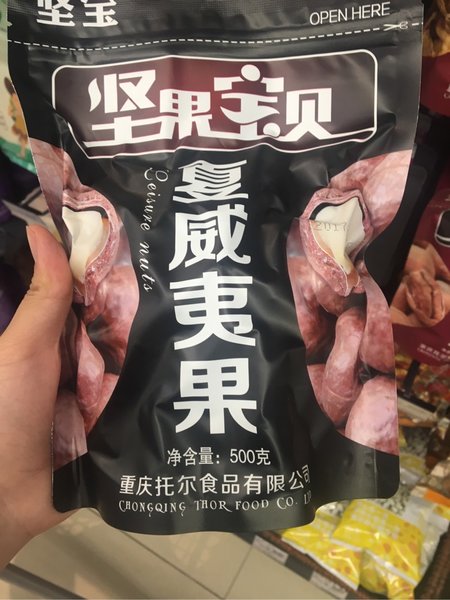 坚宝
OPEN HERE
坚果宝贝
Leisure nuts
夏威夷果
2017
净含量：500克
重庆托尔食品有限公司
CHONGQING THOR FOOD CO. L